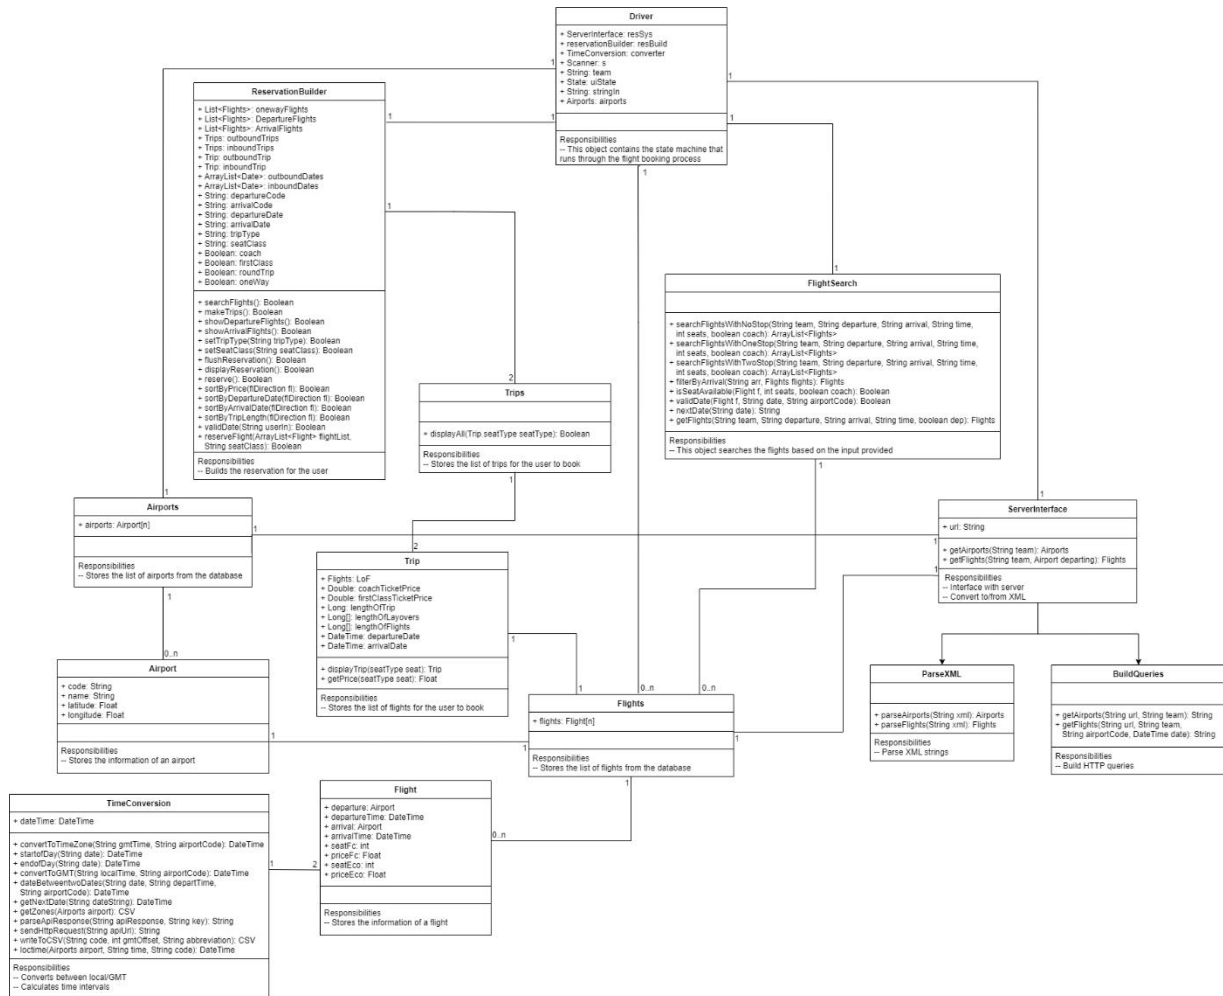 Driver
+ ServerInterface: resSys
+ reservationBuilder: resBuild
+ TimeConversion: converter
+ Scanner: s
+ String: team
+ State: uiState
+ String: stringIn
+ Airports: airports
Responsibilities
-- This object contains the state machine that
runs through the flight booking process
1
1
1
1
1
1
ReservationBuilder
+ List<Flights>: onewayFlights
+ List<Flights>: DepartureFlights
+ List<Flights>: ArrivalFlights
+ Trips: outboundTrips
+ Trips: inboundTrips
+ Trip: outboundTrip
+ Trip: inboundTrip
+ ArrayList<Date>: outboundDates
+ ArrayList<Date>: inboundDates
+ String: departureCode
+ String: arrivalCode
+ String: departureDate
+ String: arrivalDate
+ String: tripType
+ String: seatClass
+ Boolean: coach
+ Boolean: firstClass
+ Boolean: roundTrip
+ Boolean: oneWay
+ searchFlights(): Boolean
+ makeTrips(): Boolean
+ showDepartureFlights(): Boolean
+ showArrivalFlights(): Boolean
+ setTripType(String tripType): Boolean
+ setSeatClass(String seatClass): Boolean
+ flushReservation(): Boolean
+ displayReservation(): Boolean
+ reserve(): Boolean
+ sortByPrice(flDirection fl): Boolean
+ sortByDepartureDate(flDirection fl): Boolean
+ sortByArrivalDate(flDirection fl): Boolean
+ sortByTripLength(flDirection fl): Boolean
+ validDate(String userIn): Boolean
+ reserveFlight(ArrayList<Flight> flightList,
String seatClass): Boolean
Responsibilities
-- Builds the reservation for the user
1
1
FlightSearch
+ searchFlightsWithNoStop(String team, String departure, String arrival, String time,
int seats, boolean coach): ArrayList<Flights>
+ searchFlightsWithOneStop(String team, String departure, String arrival, String time,
int seats, boolean coach): ArrayList<Flights>
+ searchFlightsWithTwoStop(String team, String departure, String arrival, String time,
int seats, boolean coach): ArrayList<Flights>
+ filterByArrival(String arr, Flights flights): Flights
+ isSeatAvailable(Flight f, int seats, boolean coach): Boolean
+ validDate(Flight f, String date, String airportCode): Boolean
+ nextDate(String date): String
+ getFlights(String team, String departure, String arrival, String time, boolean dep): Flights
Responsibilities
-- This object searches the flights based on the input provided
1
2
Trips
+ displayAll(Trip.seatType seatType): Boolean
Responsibilities
-- Stores the list of trips for the user to book
1
1
Airports
+ airports: Airport[n]
Responsibilities
-- Stores the list of airports from the database
1
1
1
ServerInterface
+ url: String
+ getAirports(String team): Airports
+ getFlights(String team, Airport departing): Flights
Responsibilities
-- Interface with server
-- Convert to/from XML
1
1
2
Trip
+ Flights: LoF
+ Double: coachTicketPrice
+ Double: firstClassTicketPrice
+ Long: lengthOfTrip
+ Long[]: lengthOfLayovers
+ Long[]: lengthOfFlights
+ DateTime: departureDate
+ DateTime: arrivalDate
+ displayTrip(seatType seat): Trip
+ getPrice(seatType seat): Float
Responsibilities
-- Stores the list of flights for the user to book
1
0..n
Airport
+ code: String
+ name: String
+ latitude: Float
+ longitude: Float
Responsibilities
-- Stores the information of an airport
1
ParseXML
+ parseAirports(String xml): Airports
+ parseFlights(String xml): Flights
Responsibilities
-- Parse XML strings
BuildQueries
+ getAirports(String url, String team): String
+ getFlights(String url, String team,
String airportCode, DateTime date): String
Responsibilities
-- Build HTTP queries
1
0..n
0..n
Flights
+ flights: Flight[n]
Responsibilities
-- Stores the list of flights from the database
1
1
1
0..n
Flight
+ departure: Airport
+ departureTime: DateTime
+ arrival: Airport
+ arrivalTime: DateTime
+ seatFc: int
+ priceFc: Float
+ seatEco: int
+ priceEco: Float
Responsibilities
-- Stores the information of a flight
2
1
TimeConversion
+ dateTime: DateTime
+ convertToTimeZone(String gmtTime, String airportCode): DateTime
+ startofDay(String date): DateTime
+ endofDay(String date): DateTime
+ convertToGMT(String localTime, String airportCode): DateTime
+ dateBetweentwoDates(String date, String departTime,
String airportCode): DateTime
+ getNextDate(String dateString): DateTime
+ getZones(Airports airport): CSV
+ parseApiResponse(String apiResponse, String key): String
+ sendHttpRequest(String apiUrl): String
+ writeToCSV(String code, int gmtOffset, String abbreviation): CSV
+ loctime(Airports airport, String time, String code): DateTime
Responsibilities
-- Converts between local/GMT
-- Calculates time intervals